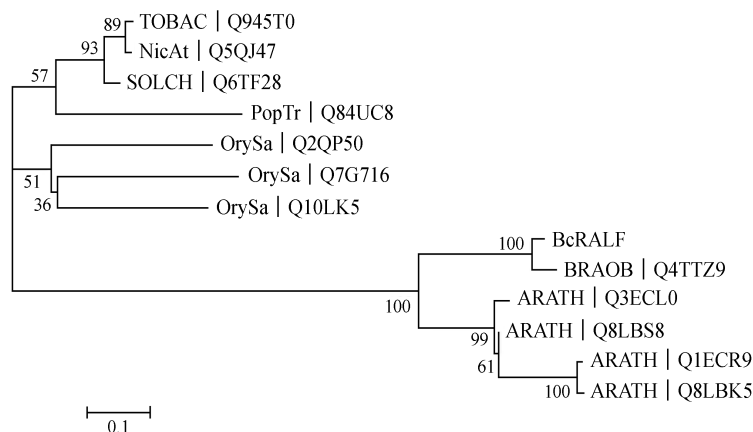 TOBAC | Q945T0
89
NicAt | Q5QJ47
93
SOLCH | Q6TF28
57
PopTr | Q84UC8
OrySa | Q2QP50
OrySa | Q7G716
51
36
OrySa | Q10LK5
BcRALF
100
BRAOB | Q4TTZ9
100
ARATH | Q3ECL0
ARATH | Q8LBS8
99
61
ARATH | Q1ECR9
100
ARATH | Q8LBK5
0.1